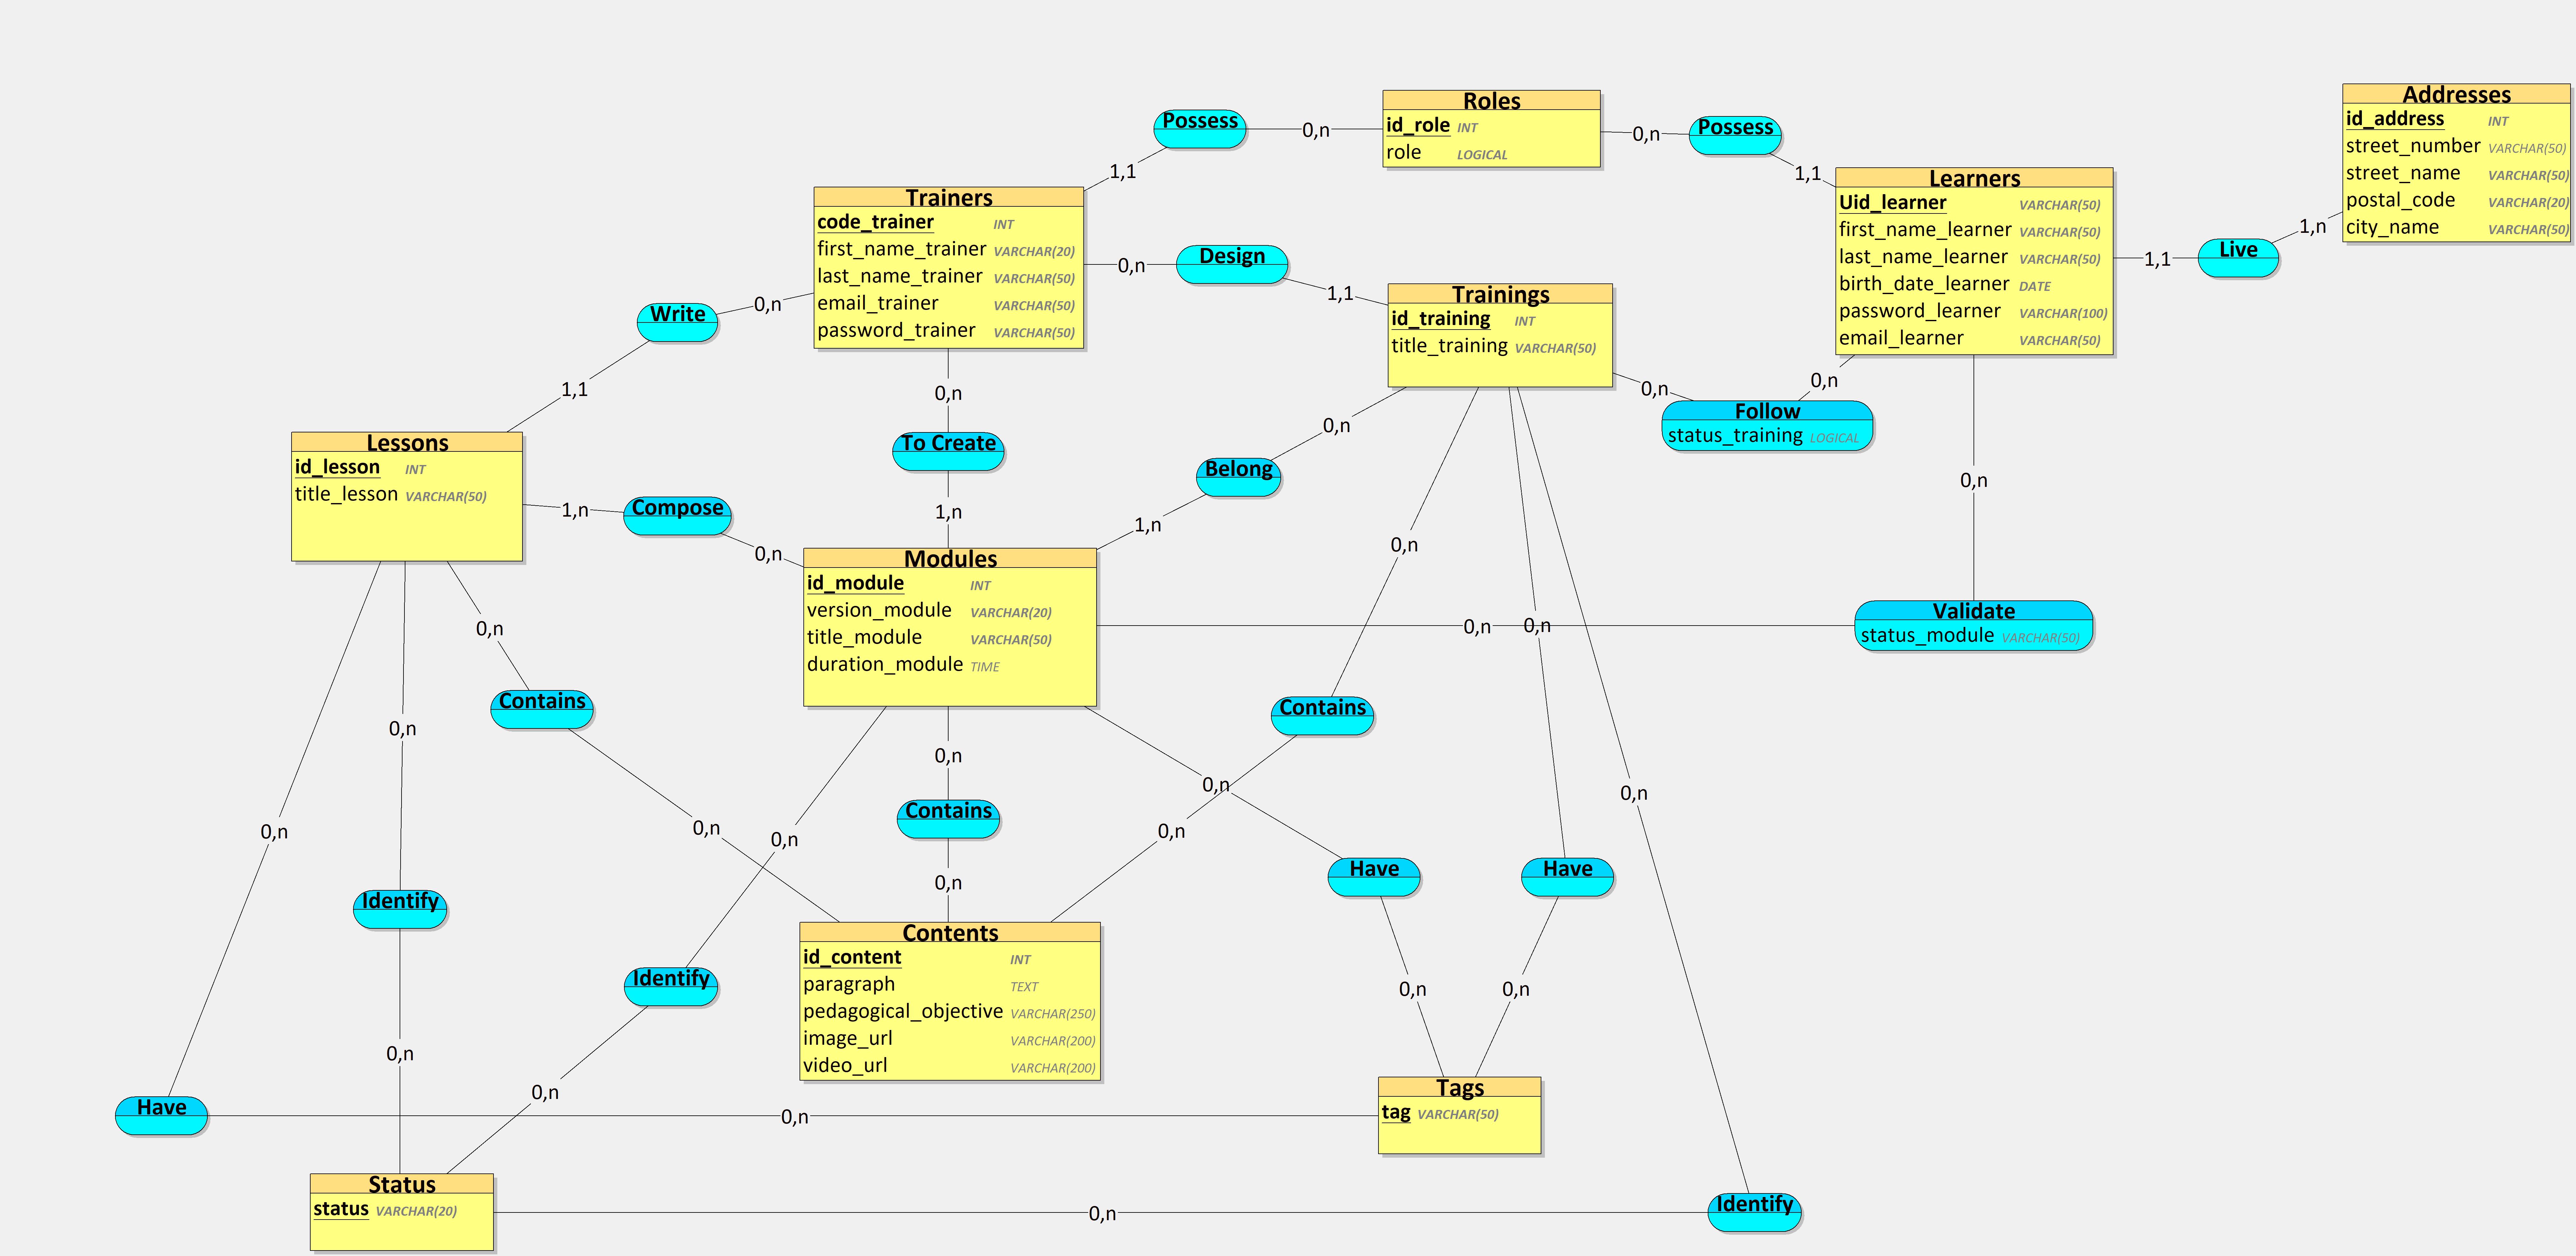 Roles
id_role INT
role LOGICAL
Possess
0,n
1,1
0,n
Possess
1,1
Addresses
id_address INT
street_number VARCHAR(50)
street_name VARCHAR(50)
postal_code VARCHAR(20)
city_name VARCHAR(50)
Trainers
code_trainer INT
first_name_trainer VARCHAR(20)
last_name_trainer VARCHAR(50)
email_trainer VARCHAR(50)
password_trainer VARCHAR(50)
Learners
Uid_learner VARCHAR(50)
first_name_learner VARCHAR(50)
last_name_learner VARCHAR(50)
birth_date_learner DATE
password_learner VARCHAR(100)
email_learner VARCHAR(50)
1,1
Live
1,n
0,n
Design
1,1
Trainings
id_training INT
title_training VARCHAR(50)
Write
0,n
1,1
0,n
To Create
1,n
0,n
Belong
1,n
0,n
0,n
Follow
status_training LOGICAL
Lessons
id_lesson INT
title_lesson VARCHAR(50)
1,n
Compose
0,n
Modules
id_module INT
version_module VARCHAR(20)
title_module VARCHAR(50)
duration_module TIME
0,n
0,n
0,n
0,n
Validate
status_module VARCHAR(50)
0,n
Contains
0,n
0,n
Contains
0,n
0,n
Contains
0,n
0,n
0,n
0,n
Identify
0,n
0,n
Identify
0,n
Have
Have
0,n
0,n
0,n
Contents
id_content INT
paragraph TEXT
pedagogical_objective VARCHAR(250)
image_url VARCHAR(200)
video_url VARCHAR(200)
Have
0,n
Tags
tag VARCHAR(50)
Status
status VARCHAR(20)
0,n
Identify